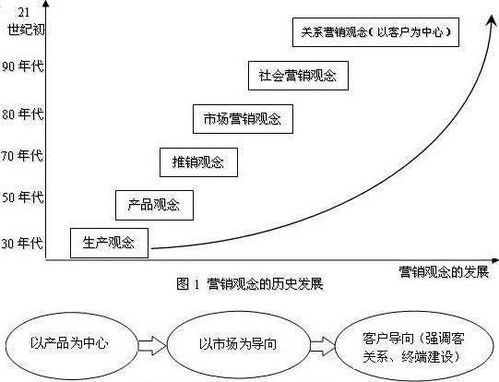 21
世纪初
关系营销观念（以客户为中心）
90年代
社会营销观念
80年代
市场营销观念
70年代
推销观念
50年代
产品观念
30年代
生产观念
营销观念的发展
图1 营销观念的历史发展
以产品为中心
以市场为导向
客户导向（强调客
关系、终端建设）